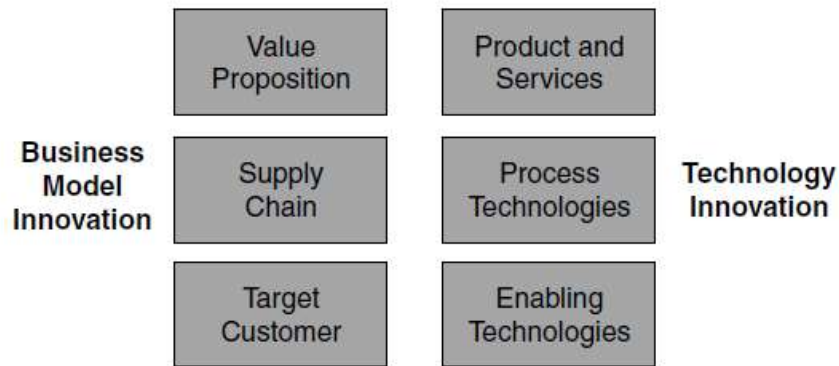 Value
Proposition
Product and
Services
Business
Model
Innovation
Supply
Chain
Process
Technologies
Technology
Innovation
Target
Customer
Enabling
Technologies